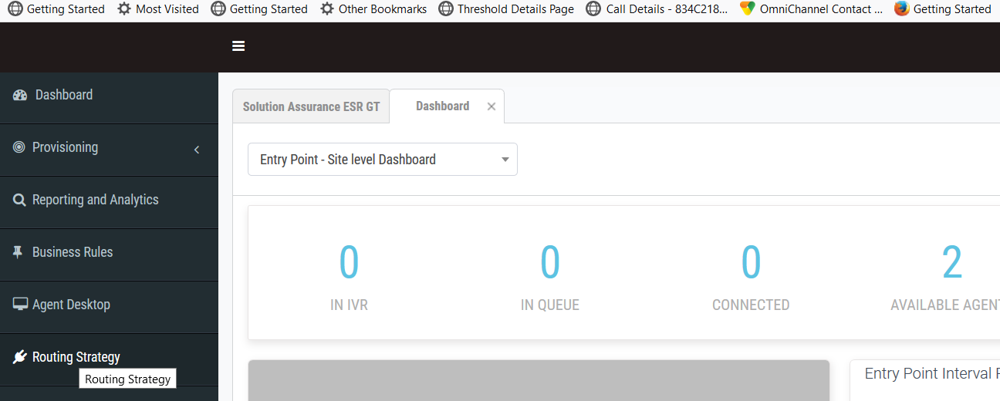 Getting Started Most Visited Getting Started Other Bookmarks Threshold Details Page Call Details - 834C218... OmniChannel Contact ... Getting Started
Dashboard
Provisioning
Reporting and Analytics
Business Rules
Agent Desktop
Routing Strategy
Routing Strategy
Solution Assurance ESR GT Dashboard
Entry Point - Site level Dashboard
0 0 0 2
IN IVR IN QUEUE CONNECTED AVAILABLE AGENT
Entry Point Interval